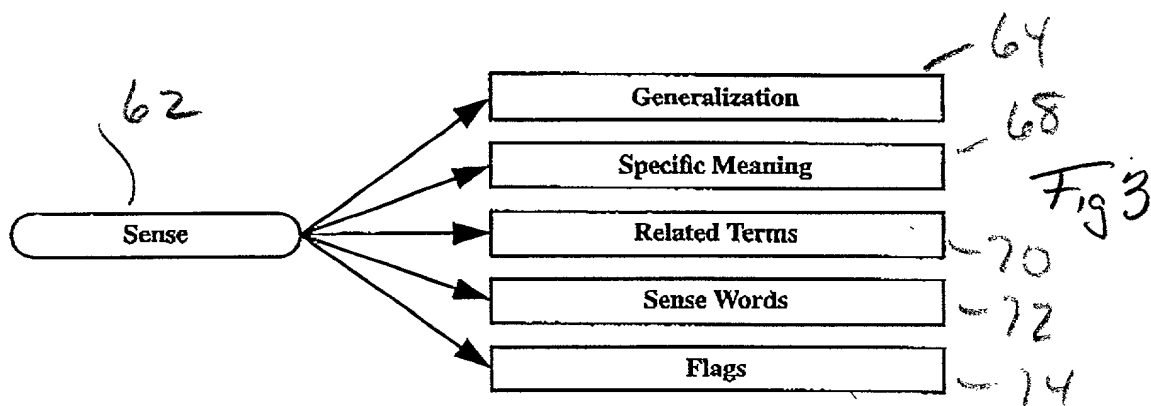 64
62
Generalization
68
Specific Meaning
Fig 3
Sense
Related Terms
70
Sense Words
72
Flags
74